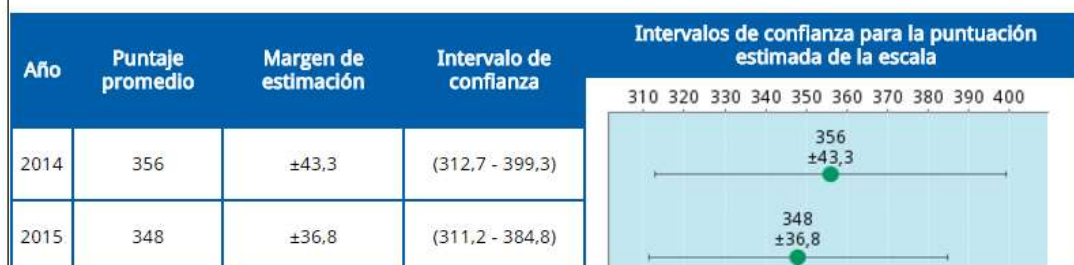 Año
Puntaje
promedio
Margen de
estimación
Intervalo de
confianza
Intervalos de confianza para la puntuación
estimada de la escala
310 320 330 340 350 360 370 380 390 400
2014 356 ±43,3 (312,7 - 399,3)
356
±43,3
2015 348 ±36,8 (311,2 - 384,8)
348
±36,8